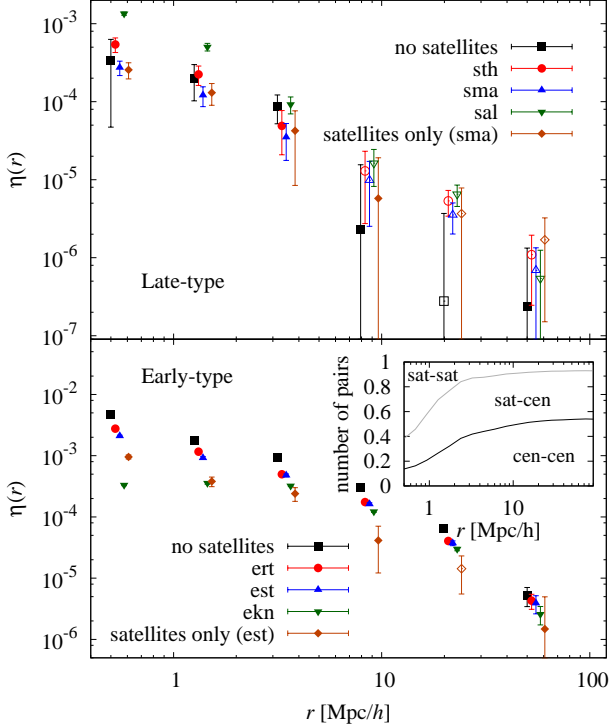 10^-3
no satellites
sth
10^-4
sma
sal
satellites only (sma)
η(r)
10^-5
10^-6
Late-type
10^-7
Early-type
10^-2
10^-3
η(r)
10^-4
10^-5
10^-6
number of pairs
1
0.8
0.6
0.4
0.2
0
sat-sat
sat-cen
cen-cen
1
10
r [Mpc/h]
no satellites
ert
est
ekn
satellites only (est)
1
10
100
r [Mpc/h]